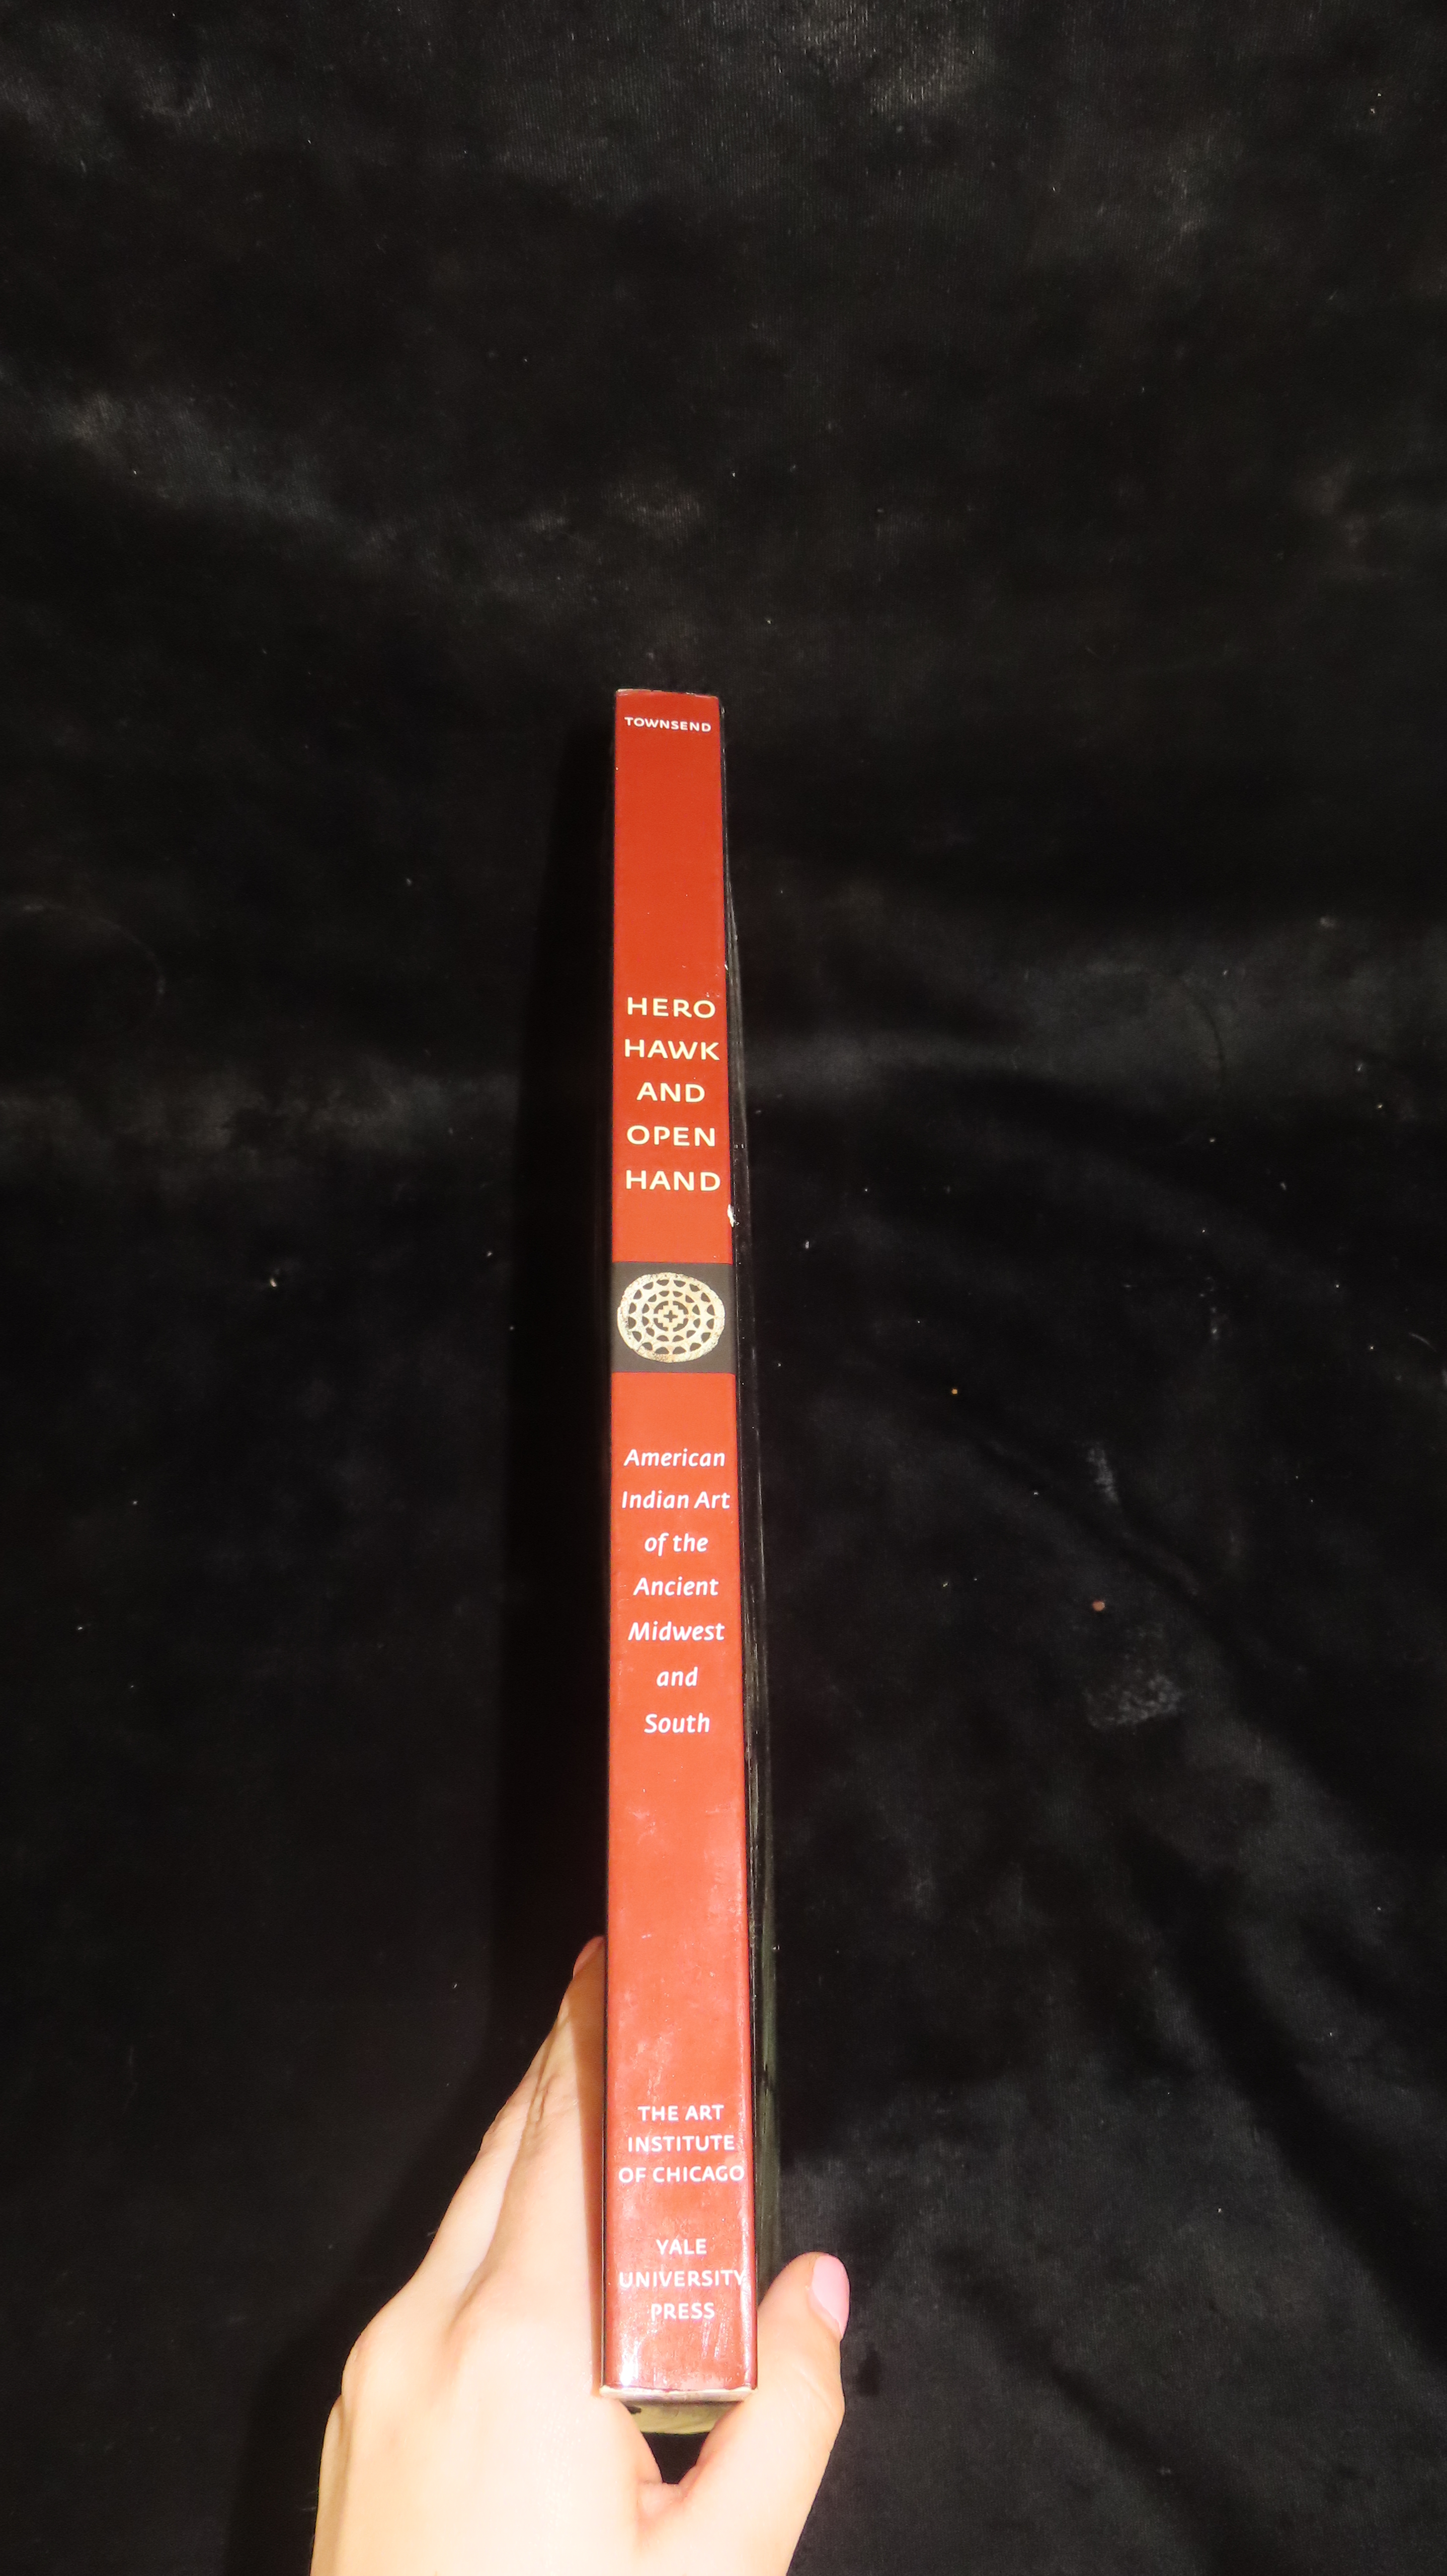 TOWNSEND
HERO
HAWK
AND
OPEN
HAND
American
Indian Art
of the
Ancient
Midwest
and
South
THE ART
INSTITUTE
OF CHICAGO
YALE
UNIVERSITY
PRESS